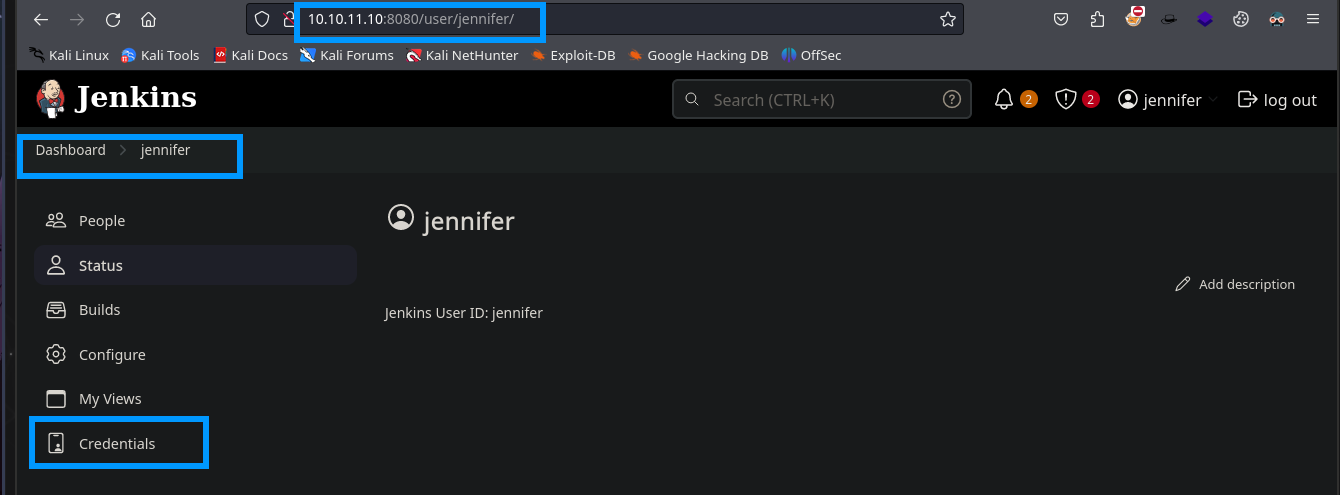 10.10.11.10:8080/user/jennifer/
Kali Linux Kali Tools Kali Docs Kali Forums Kali NetHunter Exploit-DB Google Hacking DB OffSec
Jenkins Search (CTRL+K) ? 2 2 jennifer log out
Dashboard jennifer
People
jennifer
Status
Add description
Builds
Jenkins User ID: jennifer
Configure
My Views
Credentials